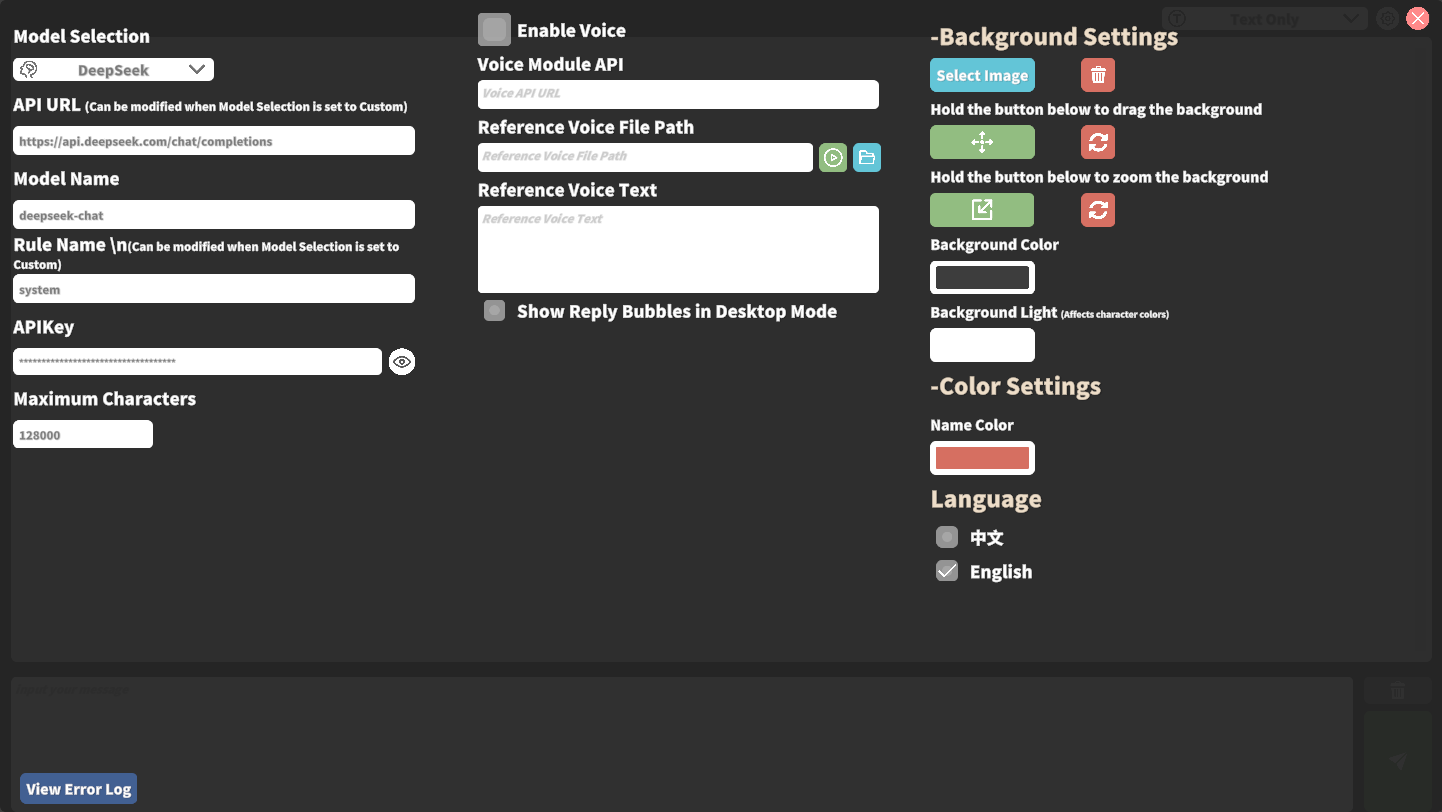 Text Only
Model Selection
DeepSeek
API URL (Can be modified when Model Selection is set to Custom)
https://api.deepseek.com/chat/completions
Model Name
deepseek-chat
Rule Name \n(Can be modified when Model Selection is set to
Custom)
system
APIKey
***********************************
Maximum Characters
128000
Enable Voice
Voice Module API
Voice API URL
Reference Voice File Path
Reference Voice File Path
Reference Voice Text
Reference Voice Text
Show Reply Bubbles in Desktop Mode
-Background Settings
Select Image
Hold the button below to drag the background
Hold the button below to zoom the background
Background Color
Background Light (Affects character colors)
-Color Settings
Name Color
Language
中文
English
View Error Log